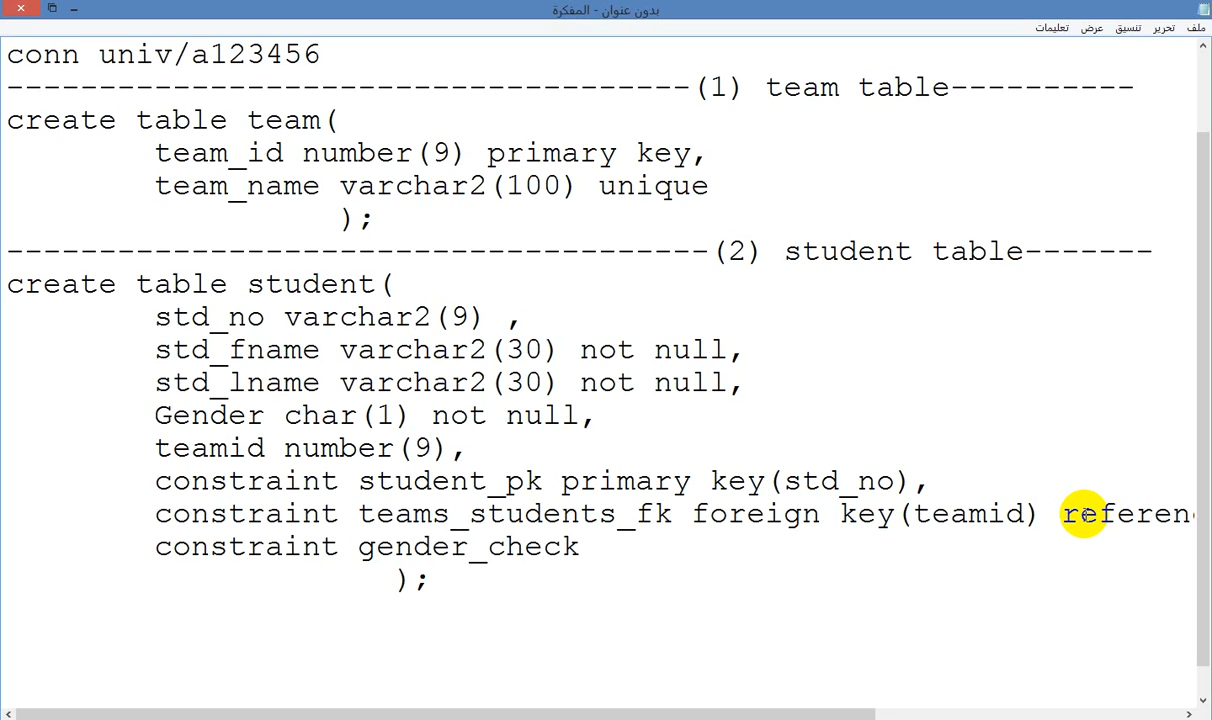 بدون عنوان - المفكرة
ملف تحرير تنسيق عرض تعليمات
conn univ/a123456
-------------------------------------(1) team table----------
create table team(
team_id number(9) primary key,
team_name varchar2(100) unique
);
--------------------------------------(2) student table-------
create table student(
std_no varchar2(9) ,
std_fname varchar2(30) not null,
std_lname varchar2(30) not null,
Gender char(1) not null,
teamid number(9),
constraint student_pk primary key(std_no),
constraint teams_students_fk foreign key(teamid) referen
constraint gender_check
);